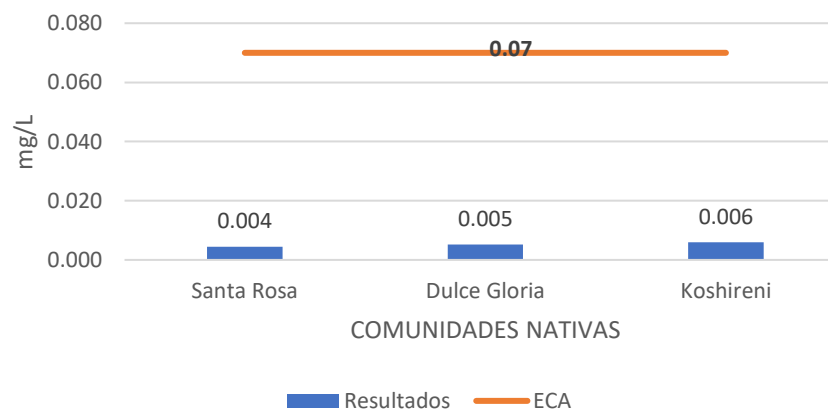 0.080
0.07
0.060
0.040
0.020
0.000
mg/L
0.004
0.005
0.006
Santa Rosa
Dulce Gloria
Koshireni
COMUNIDADES NATIVAS
Resultados
ECA